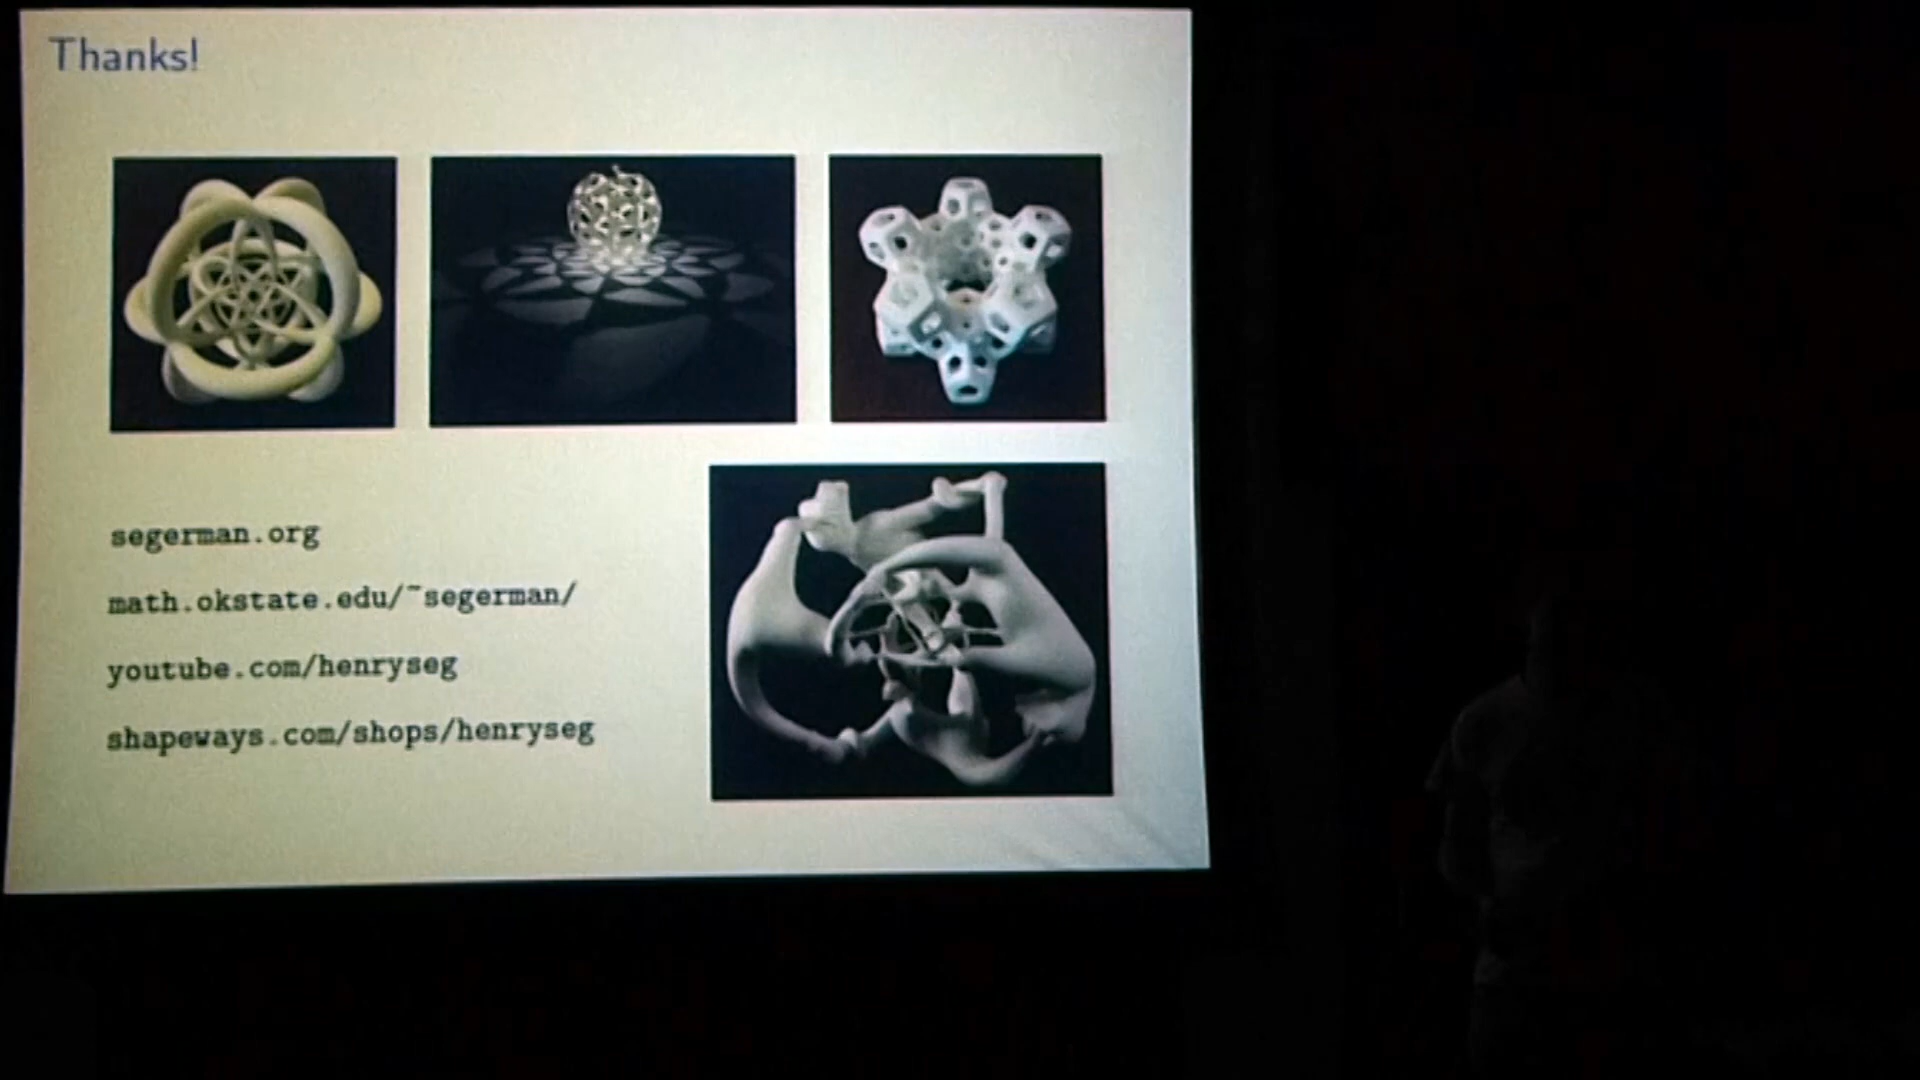 Thanks!
segerman.org
math.okstate.edu/~segerman/
youtube.com/henryseg
shapeways.com/shops/henryseg